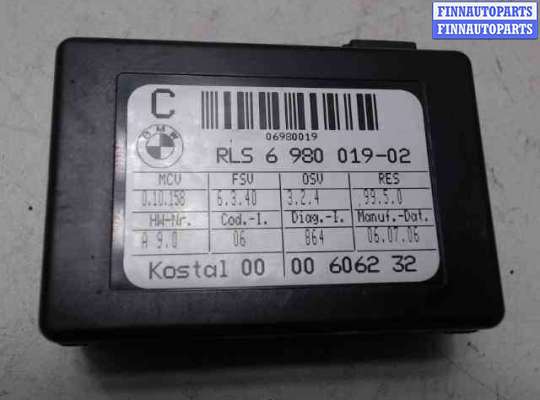 FINNAUTOPARTS
FINNAUTOPARTS
C
06980019
BMW
RLS 6 980 019-02
MCV FSV OSV RES
0.10.158 6.3.40 3.2.4 99.5.0
HW-Nr. Cod.-I. Diag.-I. Manuf.-Dat.
A 9.0 06 864 06.07.06
Kostal 00 00 6062 32